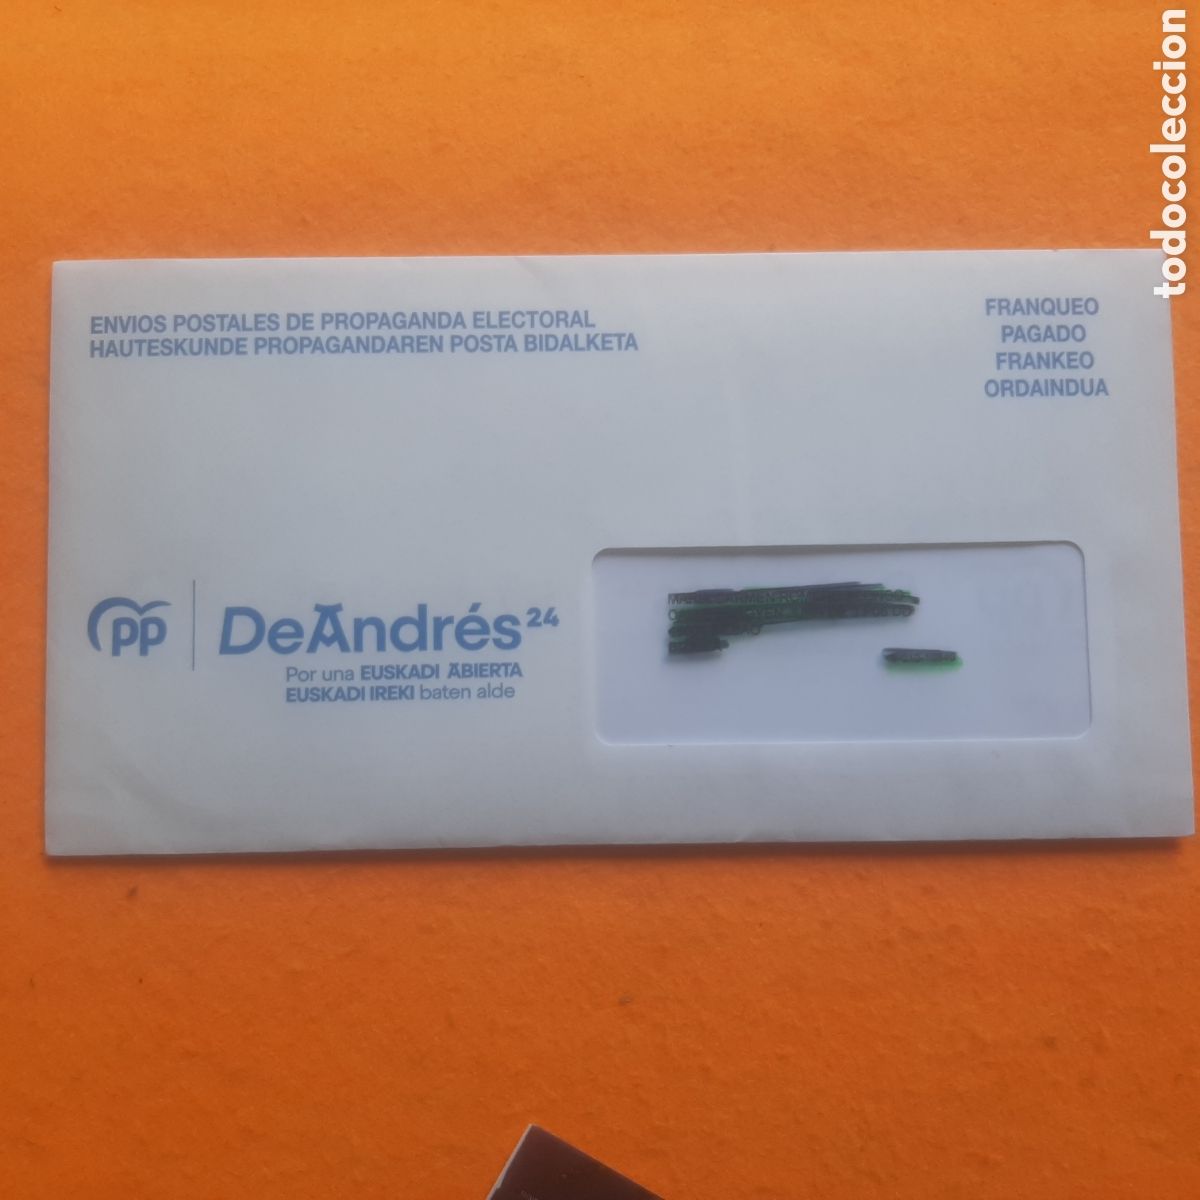 todocoleccion
ENVIOS POSTALES DE PROPAGANDA ELECTORAL
HAUTESKUNDE PROPAGANDAREN POSTA BIDALKETA
FRANQUEO
PAGADO
FRANKEO
ORDAINDUA
pp
DeAndrés24
Por una EUSKADI ABIERTA
EUSKADI IREKI baten alde